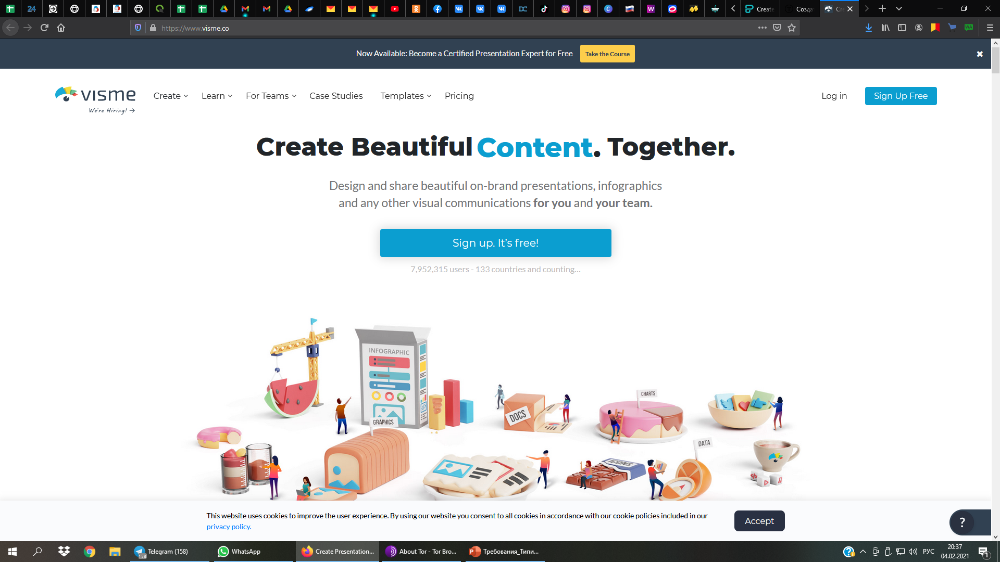 24
DC
W
Create
Созда
Cre
https://www.visme.co
WA
Now Available: Become a Certified Presentation Expert for Free
Take the Course
visme
We're Hiring! →
Create
Learn
For Teams
Case Studies
Templates
Pricing
Log in
Sign Up Free
Create Beautiful Content. Together.
Design and share beautiful on-brand presentations, infographics
and any other visual communications for you and your team.
Sign up. It's free!
7,952,315 users - 133 countries and counting...
INFOGRAPHIC
GRAPHICS
DOCS
CHARTS
DATA
ICONS
This website uses cookies to improve the user experience. By using our website you consent to all cookies in accordance with our cookie policies included in our
privacy policy.
Accept
?
Telegram (158)
158
WhatsApp
Create Presentation...
About Tor - Tor Bro...
Требования_Типи...
РУС
20:37
04.02.2021
1